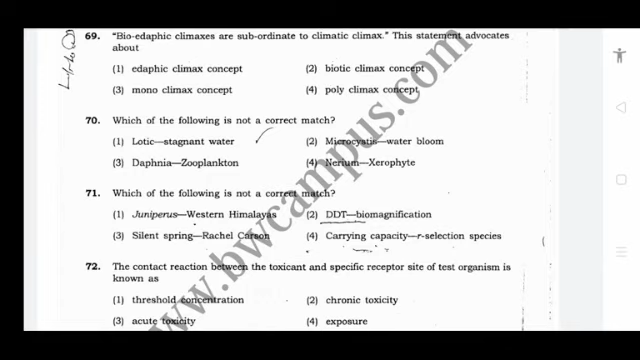 69. "Bio-edaphic climaxes are sub-ordinate to climatic climax." This statement advocates
about
(1) edaphic climax concept (2) biotic climax concept
(3) mono climax concept (4) poly climax concept
70. Which of the following is not a correct match?
(1) Lotic—stagnant water (2) Microcystis—water bloom
(3) Daphnia—Zooplankton (4) Nerium—Xerophyte
71. Which of the following is not a correct match?
(1) Juniperus—Western Himalayas (2) DDT—biomagnification
(3) Silent spring—Rachel Carson (4) Carrying capacity—r-selection species
72. The contact reaction between the toxicant and specific receptor site of test organism is
known as
(1) threshold concentration (2) chronic toxicity
(3) acute toxicity (4) exposure
www.bwcampus.com